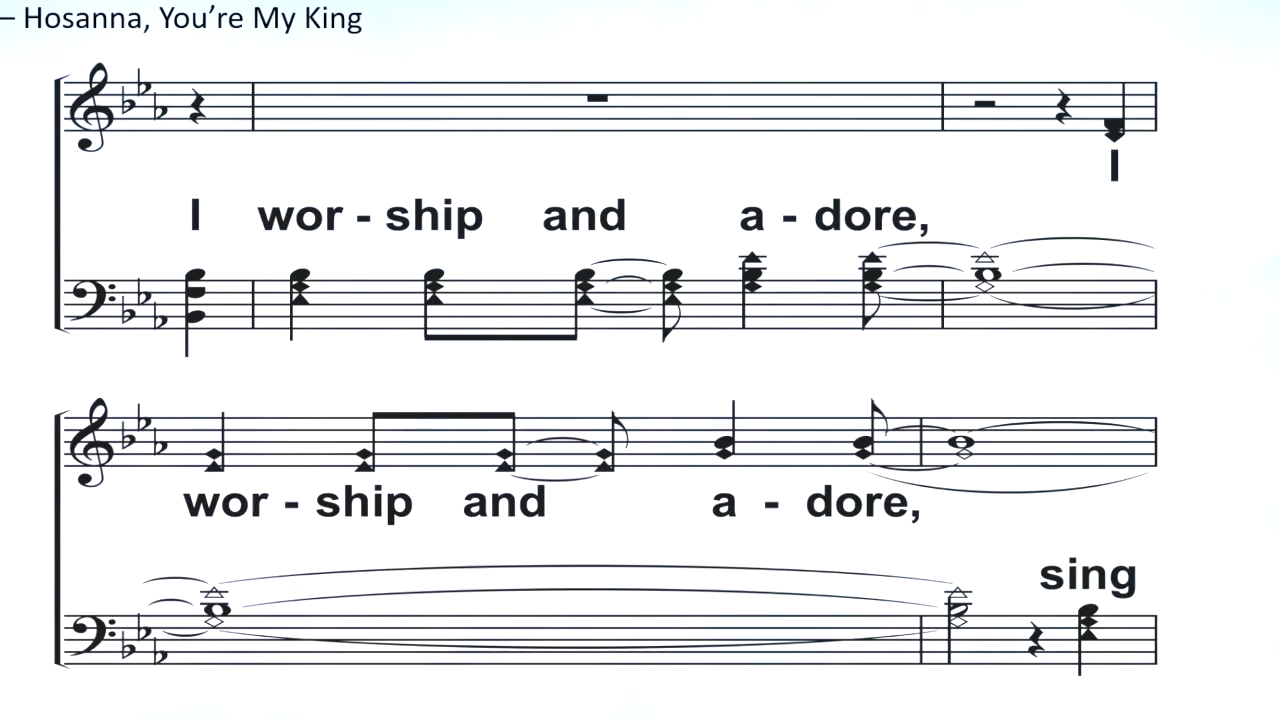 – Hosanna, You’re My King
I
I wor - ship and a - dore,
wor - ship and a - dore,
sing